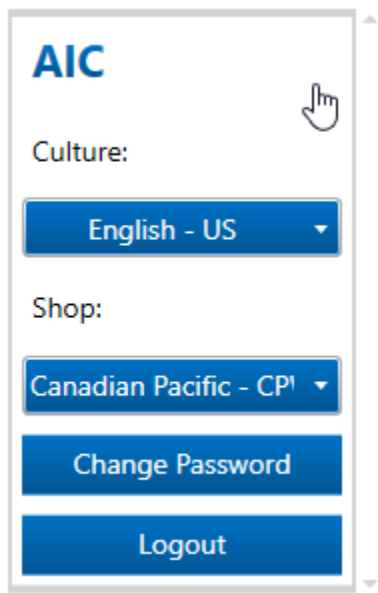 AIC
Culture:
English - US
Shop:
Canadian Pacific - CP
Change Password
Logout